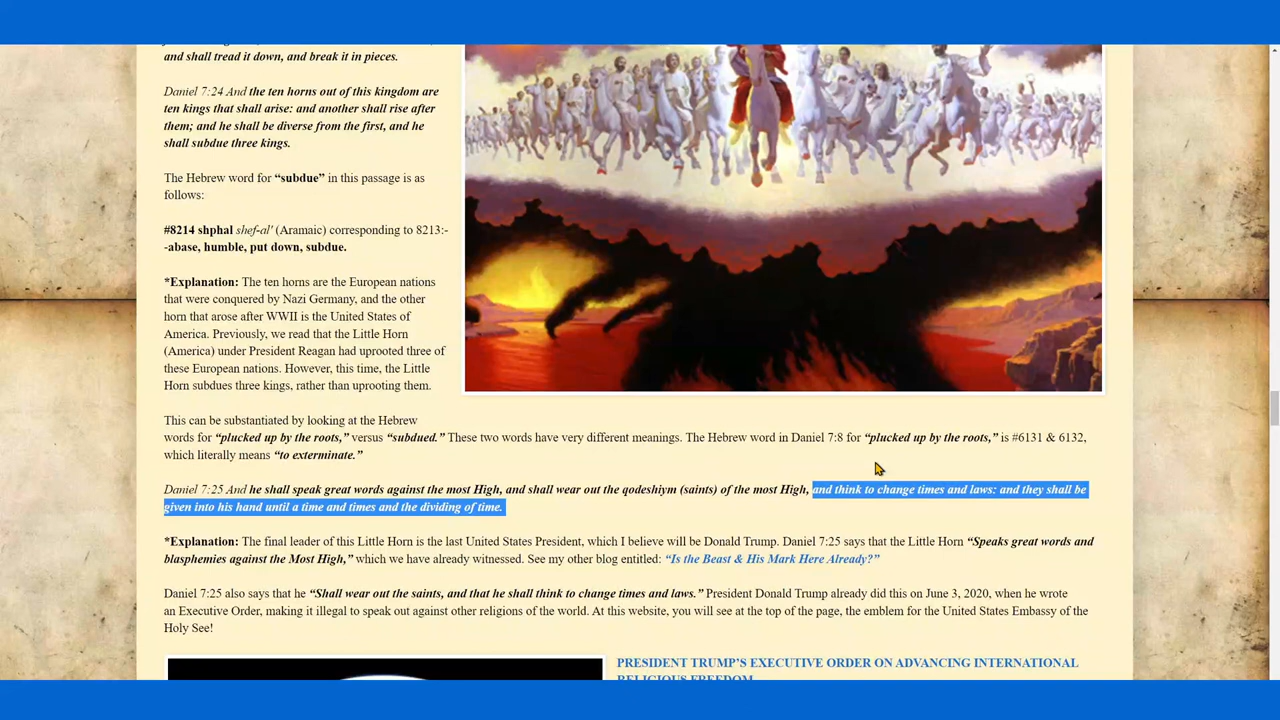 and shall tread it down, and break it in pieces.
Daniel 7:24 And the ten horns out of this kingdom are
ten kings that shall arise: and another shall rise after
them; and he shall be diverse from the first, and he
shall subdue three kings.
The Hebrew word for “subdue” in this passage is as
follows:
#8214 shphal shef-al' (Aramaic) corresponding to 8213:-
-abase, humble, put down, subdue.
*Explanation: The ten horns are the European nations
that were conquered by Nazi Germany, and the other
horn that arose after WWII is the United States of
America. Previously, we read that the Little Horn
(America) under President Reagan had uprooted three of
these European nations. However, this time, the Little
Horn subdues three kings, rather than uprooting them.
This can be substantiated by looking at the Hebrew
words for “plucked up by the roots,” versus “subdued.” These two words have very different meanings. The Hebrew word in Daniel 7:8 for “plucked up by the roots,” is #6131 & 6132,
which literally means “to exterminate.”
Daniel 7:25 And he shall speak great words against the most High, and shall wear out the qodeshiym (saints) of the most High, and think to change times and laws: and they shall be
given into his hand until a time and times and the dividing of time.
*Explanation: The final leader of this Little Horn is the last United States President, which I believe will be Donald Trump. Daniel 7:25 says that the Little Horn “Speaks great words and
blasphemies against the Most High,” which we have already witnessed. See my other blog entitled: “Is the Beast & His Mark Here Already?”
Daniel 7:25 also says that he “Shall wear out the saints, and that he shall think to change times and laws.” President Donald Trump already did this on June 3, 2020, when he wrote
an Executive Order, making it illegal to speak out against other religions of the world. At this website, you will see at the top of the page, the emblem for the United States Embassy of the
Holy See!
PRESIDENT TRUMP’S EXECUTIVE ORDER ON ADVANCING INTERNATIONAL
RELIGIOUS FREEDOM